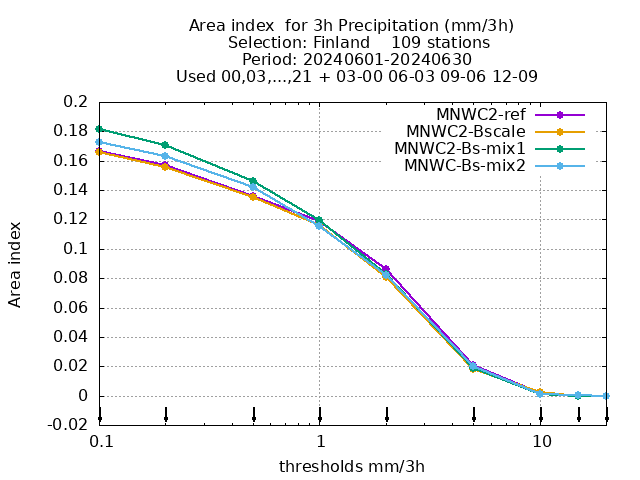 Area index  for 3h Precipitation (mm/3h)
Selection: Finland    109 stations
Period: 20240601-20240630
Used 00,03,...,21 + 03-00 06-03 09-06 12-09
MNWC2-ref
MNWC2-Bscale
MNWC2-Bs-mix1
MNWC-Bs-mix2
Area index
0.2
0.18
0.16
0.14
0.12
0.1
0.08
0.06
0.04
0.02
0
-0.02
0.1 1 10
thresholds mm/3h